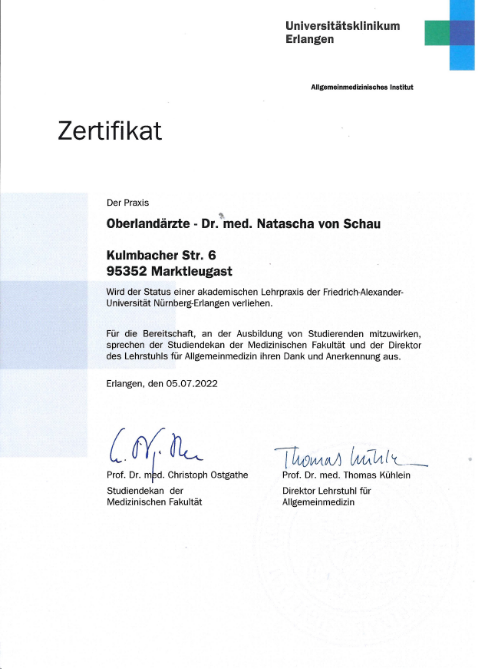 Universitätsklinikum
Erlangen
Allgemeinmedizinisches Institut
Zertifikat
Der Praxis
Oberlandärzte - Dr. med. Natascha von Schau
Kulmbacher Str. 6
95352 Marktleugast
Wird der Status einer akademischen Lehrpraxis der Friedrich-Alexander-
Universität Nürnberg-Erlangen verliehen.
Für die Bereitschaft, an der Ausbildung von Studierenden mitzuwirken,
sprechen der Studiendekan der Medizinischen Fakultät und der Direktor
des Lehrstuhls für Allgemeinmedizin ihren Dank und Anerkennung aus.
Erlangen, den 05.07.2022
Thomas Kühle
Prof. Dr. med. Christoph Ostgathe
Prof. Dr. med. Thomas Kühlein
Studiendekan der
Direktor Lehrstuhl für
Medizinischen Fakultät
Allgemeinmedizin